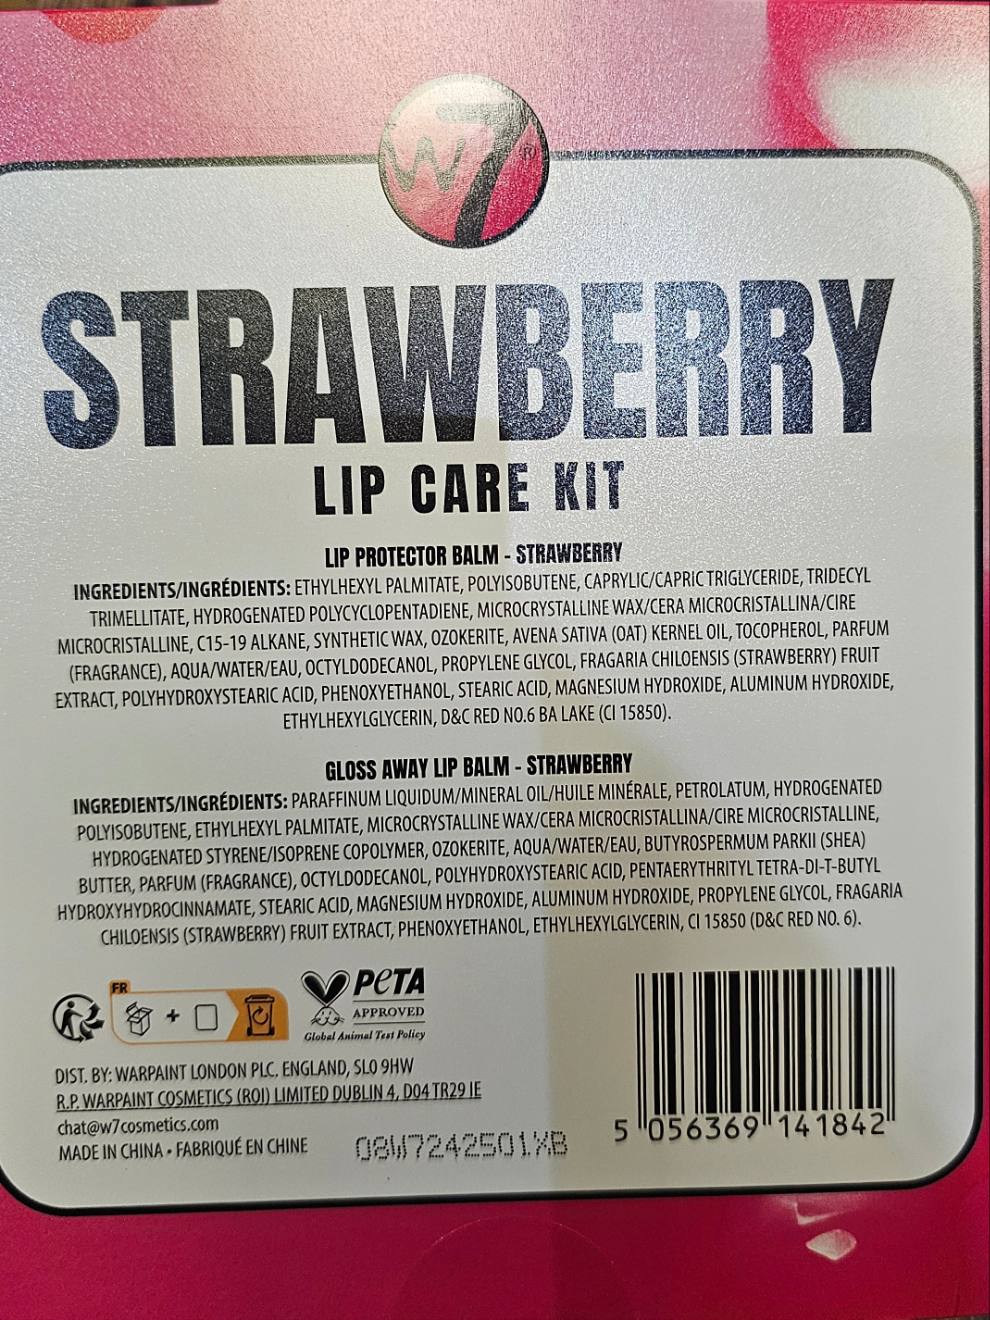 W7®
STRAWBERRY
LIP CARE KIT
LIP PROTECTOR BALM - STRAWBERRY
INGREDIENTS/INGRÉDIENTS: ETHYLHEXYL PALMITATE, POLYISOBUTENE, CAPRYLIC/CAPRIC TRIGLYCERIDE, TRIDECYL
TRIMELLITATE, HYDROGENATED POLYCYCLOPENTADIENE, MICROCRYSTALLINE WAX/CERA MICROCRISTALLINA/CIRE
MICROCRISTALLINE, C15-19 ALKANE, SYNTHETIC WAX, OZOKERITE, AVENA SATIVA (OAT) KERNEL OIL, TOCOPHEROL, PARFUM
(FRAGRANCE), AQUA/WATER/EAU, OCTYLDODECANOL, PROPYLENE GLYCOL, FRAGARIA CHILOENSIS (STRAWBERRY) FRUIT
EXTRACT, POLYHYDROXYSTEARIC ACID, PHENOXYETHANOL, STEARIC ACID, MAGNESIUM HYDROXIDE, ALUMINUM HYDROXIDE,
ETHYLHEXYLGLYCERIN, D&C RED NO.6 BA LAKE (CI 15850).
GLOSS AWAY LIP BALM - STRAWBERRY
INGREDIENTS/INGRÉDIENTS: PARAFFINUM LIQUIDUM/MINERAL OIL/HUILE MINÉRALE, PETROLATUM, HYDROGENATED
POLYISOBUTENE, ETHYLHEXYL PALMITATE, MICROCRYSTALLINE WAX/CERA MICROCRISTALLINA/CIRE MICROCRISTALLINE,
HYDROGENATED STYRENE/ISOPRENE COPOLYMER, OZOKERITE, AQUA/WATER/EAU, BUTYROSPERMUM PARKII (SHEA)
BUTTER, PARFUM (FRAGRANCE), OCTYLDODECANOL, POLYHYDROXYSTEARIC ACID, PENTAERYTHRITYL TETRA-DI-T-BUTYL
HYDROXYHYDROCINNAMATE, STEARIC ACID, MAGNESIUM HYDROXIDE, ALUMINUM HYDROXIDE, PROPYLENE GLYCOL, FRAGARIA
CHILOENSIS (STRAWBERRY) FRUIT EXTRACT, PHENOXYETHANOL, ETHYLHEXYLGLYCERIN, CI 15850 (D&C RED NO. 6).
FR
PETA
APPROVED
Global Animal Test Policy
DIST. BY: WARPAINT LONDON PLC. ENGLAND, SL0 9HW
R.P. WARPAINT COSMETICS (ROI) LIMITED DUBLIN 4, D04 TR29 IE
chat@w7cosmetics.com
MADE IN CHINA • FABRIQUÉ EN CHINE
08W7242501XB
5 056369 141842